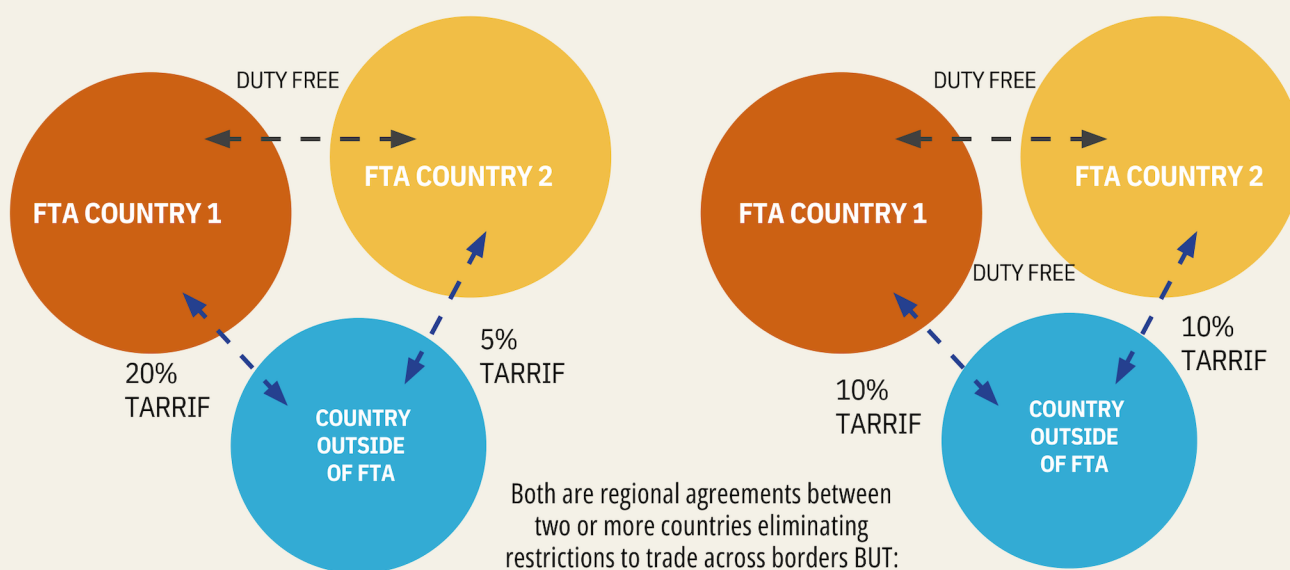 DUTY FREE
FTA COUNTRY 1
FTA COUNTRY 2
5%
TARRIF
20%
TARRIF
COUNTRY
OUTSIDE
OF FTA
DUTY FREE
FTA COUNTRY 1
FTA COUNTRY 2
DUTY FREE
10%
TARRIF
10%
TARRIF
COUNTRY
OUTSIDE
OF FTA
Both are regional agreements between
two or more countries eliminating
restrictions to trade across borders BUT: